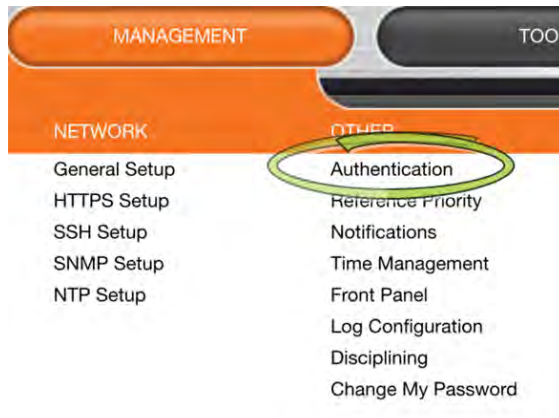 MANAGEMENT
TOO
NETWORK
OTHER
General Setup
Authentication
HTTPS Setup
Reference Priority
SSH Setup
Notifications
SNMP Setup
Time Management
NTP Setup
Front Panel
Log Configuration
Disciplining
Change My Password